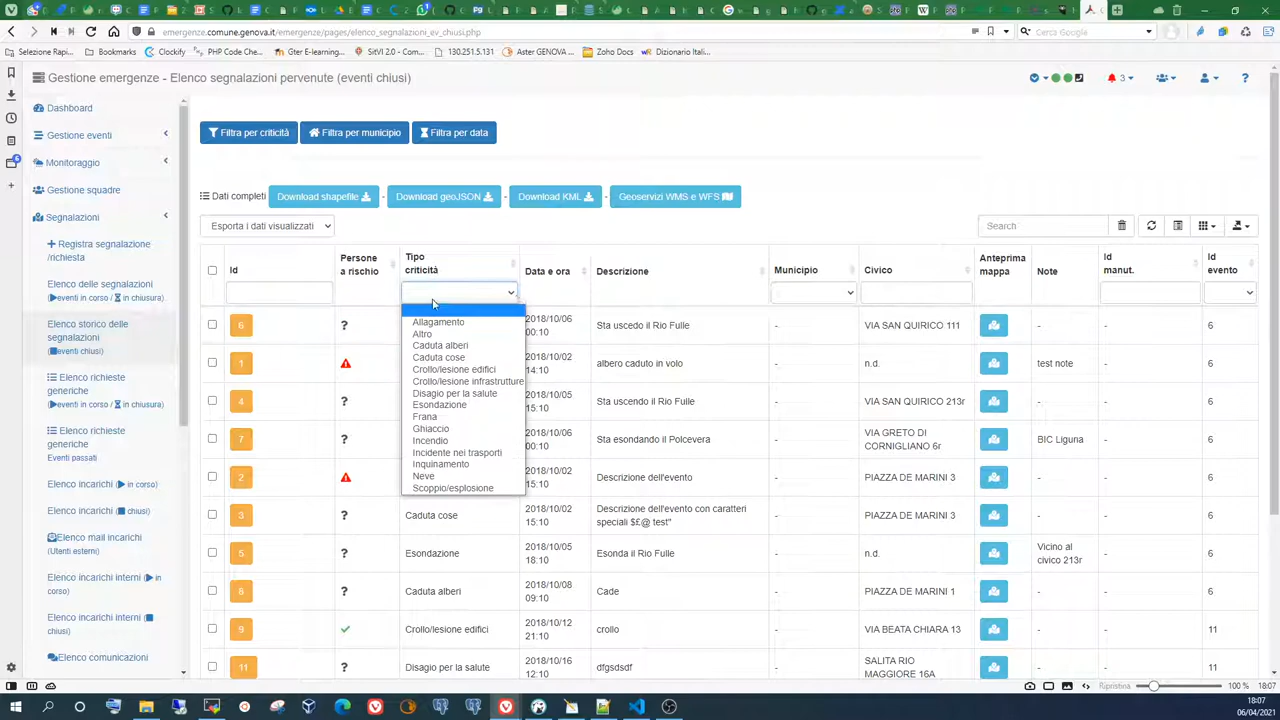 emergenze.comune.genova.it/emergenze/pages/elenco_segnalazioni_ev_chiusi.php
Cerca Google
Selezione Rapi...
Bookmarks
Clockify
PHP Code Che...
Gter E-learning...
SitVI 2.0 - Com...
130.251.5.131
Aster GENOVA ...
Zoho Docs
Dizionario Ital...
Gestione emergenze - Elenco segnalazioni pervenute (eventi chiusi)
3
Dashboard
Gestione eventi
Monitoraggio
Gestione squadre
Segnalazioni
Registra segnalazione
/richiesta
Elenco delle segnalazioni
(eventi in corso / in chiusura)
Elenco storico delle
segnalazioni
(eventi chiusi)
Elenco richieste
generiche
(eventi in corso / in chiusura)
Elenco richieste
generiche
Eventi passati
Elenco incarichi ( in corso)
Elenco incarichi ( chiusi)
Elenco mail incarichi
(Utenti esterni)
Elenco incarichi interni ( in
corso)
Elenco incarichi interni (
chiusi)
Elenco comunicazioni
Filtra per criticità
Filtra per municipio
Filtra per data
Dati completi
Download shapefile
-
Download geoJSON
-
Download KML
-
Geoservizi WMS e WFS
Esporta i dati visualizzati
Search
Id
Persone
a rischio
Tipo
criticità
Data e ora
Descrizione
Municipio
Civico
Anteprima
mappa
Note
Id
manut.
Id
evento
Allagamento
Altro
Caduta alberi
Caduta cose
Crollo/lesione edifici
Crollo/lesione infrastrutture
Disagio per la salute
Esondazione
Frana
Ghiaccio
Incendio
Incidente nei trasporti
Inquinamento
Neve
Scoppio/esplosione
6 ? 2018/10/06 00:10 Sta uscedo il Rio Fulle - VIA SAN QUIRICO 111 - - 6
1 2018/10/02 14:10 albero caduto in volo - n.d. test note - 6
4 ? 2018/10/02 15:10 Sta uscendo il Rio Fulle - VIA SAN QUIRICO 213r - - 6
7 ? 2018/10/06 00:10 Sta esondando il Polcevera - VIA GRETO DI CORNIGLIANO 6r BIC Liguna - 6
2 2018/10/02 15:10 Descrizione dell'evento - PIAZZA DE MARINI 3 - - 6
3 ? Caduta cose 2018/10/02 15:10 Descrizione dell'evento con caratteri speciali $£@ test" - PIAZZA DE MARINI 3 - - 6
5 ? Esondazione 2018/10/05 18:10 Esonda il Rio Fulle - n.d. Vicino al civico 213r - 6
8 ? Caduta alberi 2018/10/08 09:10 Cade - PIAZZA DE MARINI 1 - - 6
9 Crollo/lesione edifici 2018/10/12 21:10 crollo - VIA BEATA CHIARA 13 - - 11
11 ? Disagio per la salute 2018/10/16 12:10 dfgsdsdf - SALITA RIO MAGGIORE 16A - - 11
Ripristina
100 %
18:07
18:07
06/04/2021